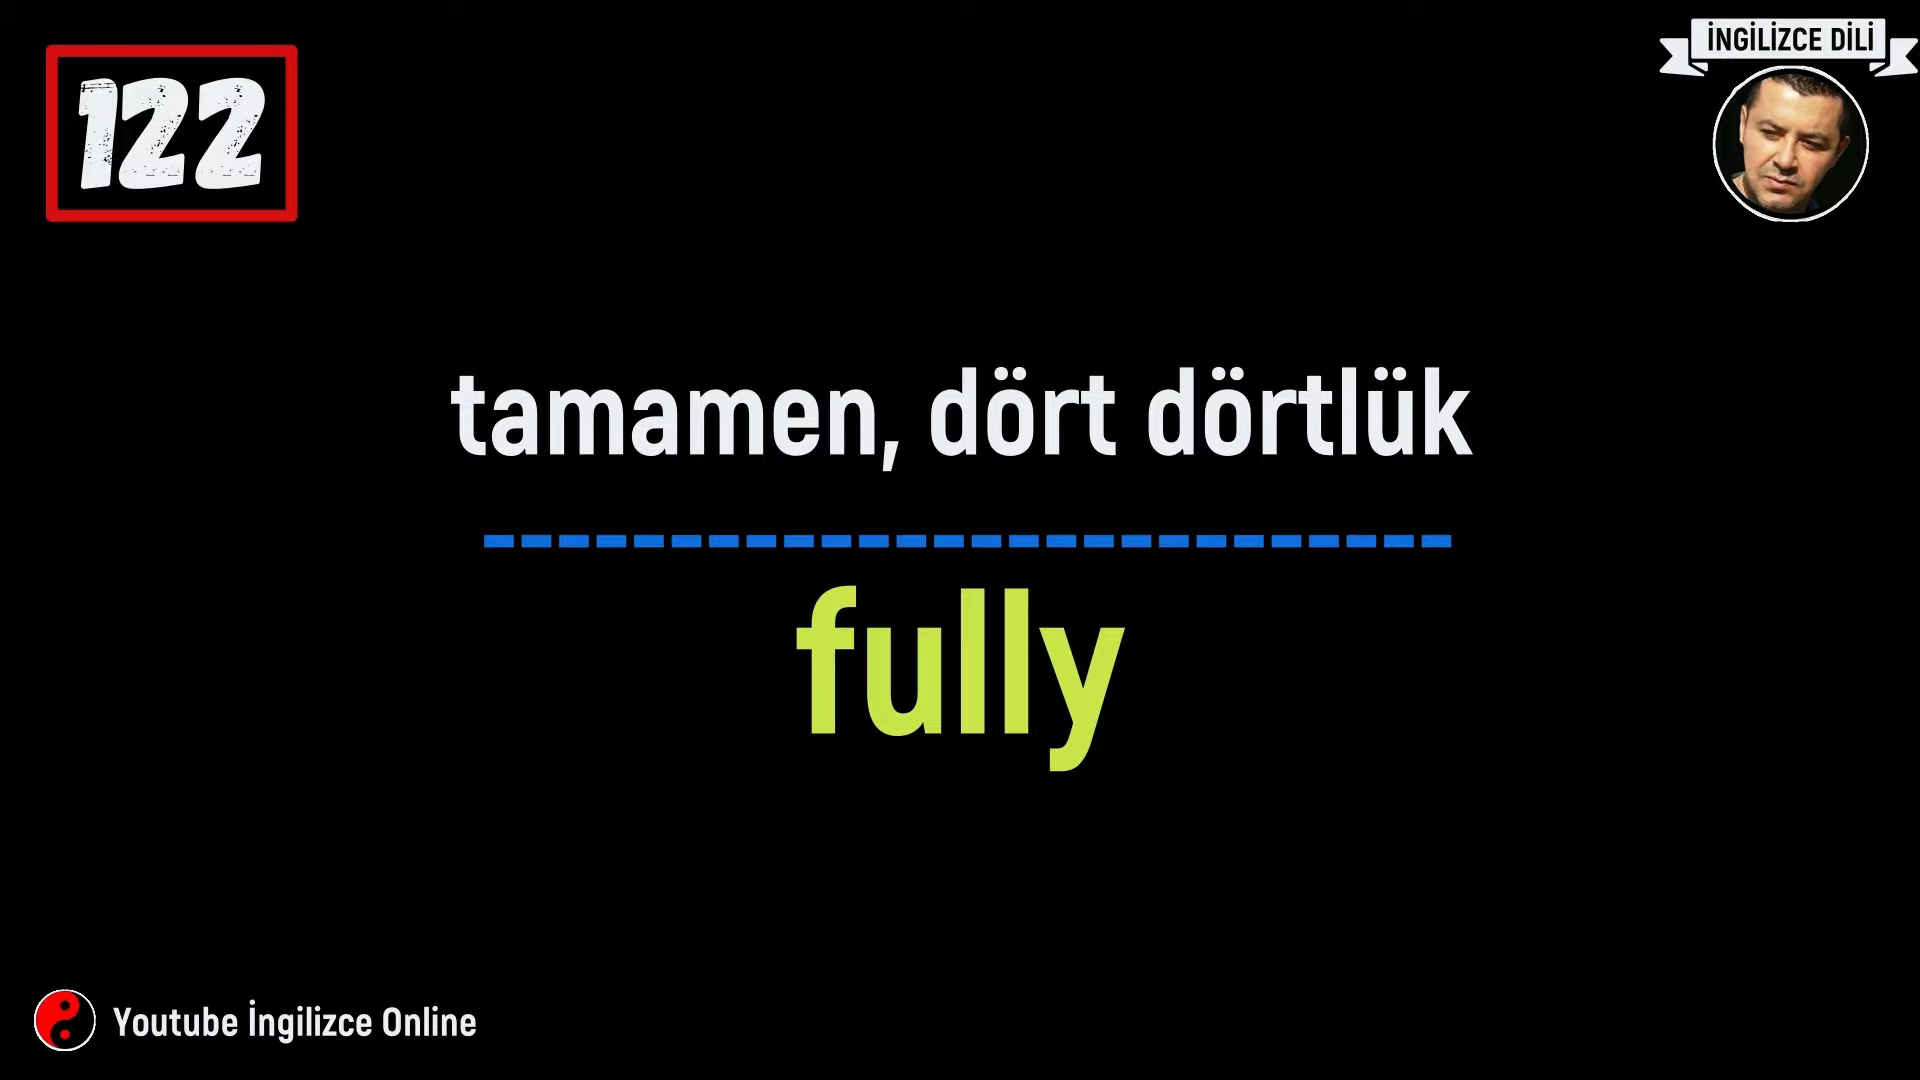 122
İNGİLİZCE DİLİ
tamamen, dört dörtlük
fully
Youtube İngilizce Online